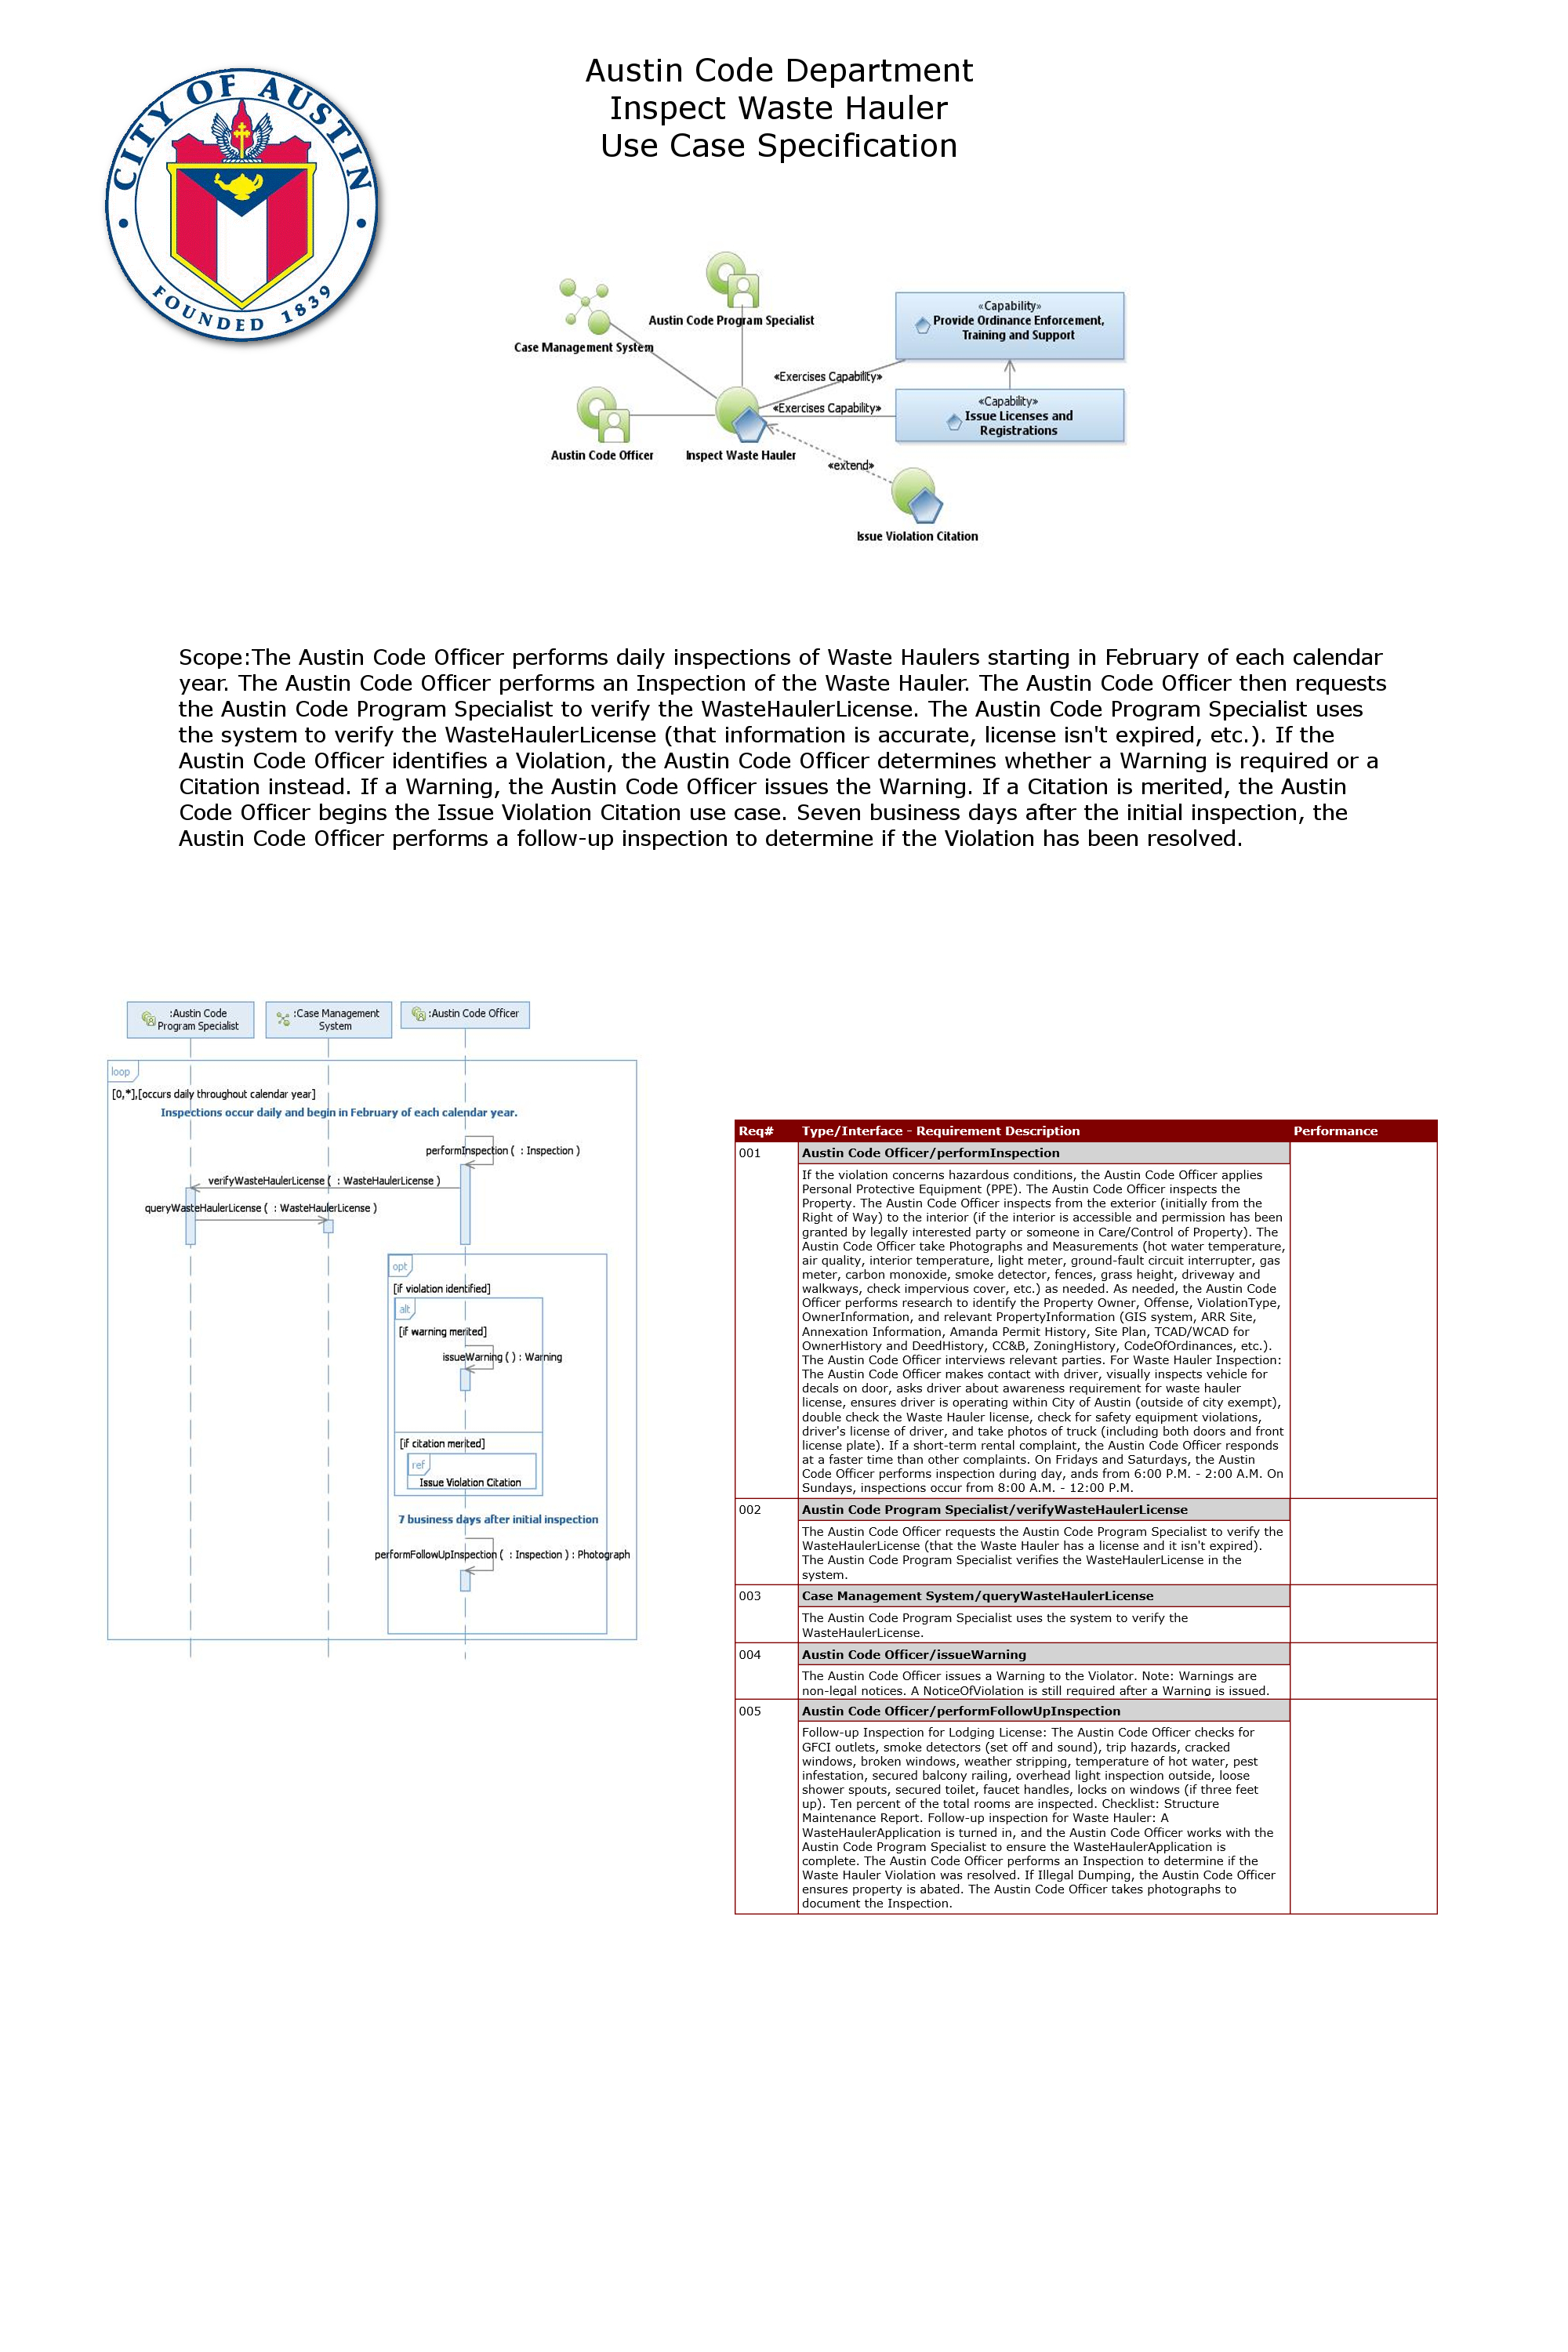 Austin Code Department
Inspect Waste Hauler
Use Case Specification
CITY OF AUSTIN
FOUNDED 1839
Austin Code Program Specialist
Case Management System
«Capability»
Provide Ordinance Enforcement,
Training and Support
«Exercises Capability»
«Exercises Capability»
«Capability»
Issue Licenses and
Registrations
Austin Code Officer
Inspect Waste Hauler
«extend»
Issue Violation Citation
Scope:The Austin Code Officer performs daily inspections of Waste Haulers starting in February of each calendar
year. The Austin Code Officer performs an Inspection of the Waste Hauler. The Austin Code Officer then requests
the Austin Code Program Specialist to verify the WasteHaulerLicense. The Austin Code Program Specialist uses
the system to verify the WasteHaulerLicense (that information is accurate, license isn't expired, etc.). If the
Austin Code Officer identifies a Violation, the Austin Code Officer determines whether a Warning is required or a
Citation instead. If a Warning, the Austin Code Officer issues the Warning. If a Citation is merited, the Austin
Code Officer begins the Issue Violation Citation use case. Seven business days after the initial inspection, the
Austin Code Officer performs a follow-up inspection to determine if the Violation has been resolved.
:Austin Code
Program Specialist
:Case Management
System
:Austin Code Officer
loop
[0,*],[occurs daily throughout calendar year]
Inspections occur daily and begin in February of each calendar year.
performInspection ( : Inspection )
verifyWasteHaulerLicense ( : WasteHaulerLicense )
queryWasteHaulerLicense ( : WasteHaulerLicense )
opt
[if violation identified]
alt
[if warning merited]
issueWarning ( ) : Warning
[if citation merited]
ref
Issue Violation Citation
7 business days after initial inspection
performFollowUpInspection ( : Inspection ) : Photograph
Req# Type/Interface - Requirement Description Performance
001 Austin Code Officer/performInspection
If the violation concerns hazardous conditions, the Austin Code Officer applies
Personal Protective Equipment (PPE). The Austin Code Officer inspects the
Property. The Austin Code Officer inspects from the exterior (initially from the
Right of Way) to the interior (if the interior is accessible and permission has been
granted by legally interested party or someone in Care/Control of Property). The
Austin Code Officer take Photographs and Measurements (hot water temperature,
air quality, interior temperature, light meter, ground-fault circuit interrupter, gas
meter, carbon monoxide, smoke detector, fences, grass height, driveway and
walkways, check impervious cover, etc.) as needed. As needed, the Austin Code
Officer performs research to identify the Property Owner, Offense, ViolationType,
OwnerInformation, and relevant PropertyInformation (GIS system, ARR Site,
Annexation Information, Amanda Permit History, Site Plan, TCAD/WCAD for
OwnerHistory and DeedHistory, CC&B, ZoningHistory, CodeOfOrdinances, etc.).
The Austin Code Officer interviews relevant parties. For Waste Hauler Inspection:
The Austin Code Officer makes contact with driver, visually inspects vehicle for
decals on door, asks driver about awareness requirement for waste hauler
license, ensures driver is operating within City of Austin (outside of city exempt),
double check the Waste Hauler license, check for safety equipment violations,
driver's license of driver, and take photos of truck (including both doors and front
license plate). If a short-term rental complaint, the Austin Code Officer responds
at a faster time than other complaints. On Fridays and Saturdays, the Austin
Code Officer performs inspection during day, ands from 6:00 P.M. - 2:00 A.M. On
Sundays, inspections occur from 8:00 A.M. - 12:00 P.M.
002 Austin Code Program Specialist/verifyWasteHaulerLicense
The Austin Code Officer requests the Austin Code Program Specialist to verify the
WasteHaulerLicense (that the Waste Hauler has a license and it isn't expired).
The Austin Code Program Specialist verifies the WasteHaulerLicense in the
system.
003 Case Management System/queryWasteHaulerLicense
The Austin Code Program Specialist uses the system to verify the
WasteHaulerLicense.
004 Austin Code Officer/issueWarning
The Austin Code Officer issues a Warning to the Violator. Note: Warnings are
non-legal notices. A NoticeOfViolation is still required after a Warning is issued.
005 Austin Code Officer/performFollowUpInspection
Follow-up Inspection for Lodging License: The Austin Code Officer checks for
GFCI outlets, smoke detectors (set off and sound), trip hazards, cracked
windows, broken windows, weather stripping, temperature of hot water, pest
infestation, secured balcony railing, overhead light inspection outside, loose
shower spouts, secured toilet, faucet handles, locks on windows (if three feet
up). Ten percent of the total rooms are inspected. Checklist: Structure
Maintenance Report. Follow-up inspection for Waste Hauler: A
WasteHaulerApplication is turned in, and the Austin Code Officer works with the
Austin Code Program Specialist to ensure the WasteHaulerApplication is
complete. The Austin Code Officer performs an Inspection to determine if the
Waste Hauler Violation was resolved. If Illegal Dumping, the Austin Code Officer
ensures property is abated. The Austin Code Officer takes photographs to
document the Inspection.